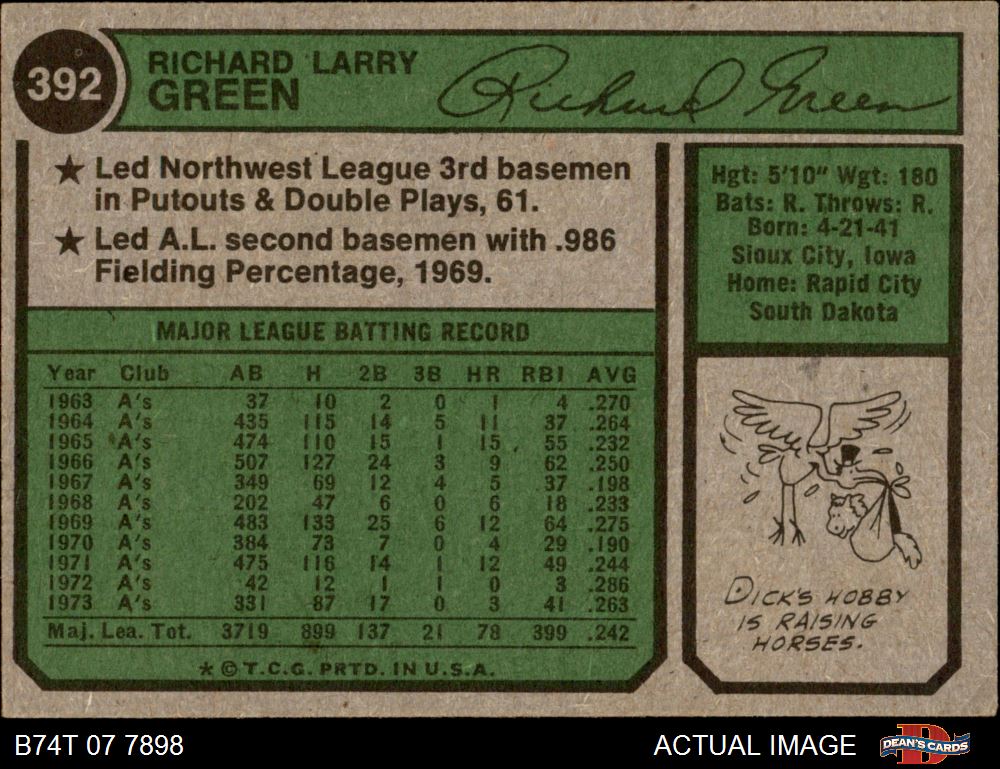 392
RICHARD LARRY
GREEN
Richard Green
★ Led Northwest League 3rd basemen
in Putouts & Double Plays, 61.
★ Led A.L. second basemen with .986
Fielding Percentage, 1969.
Hgt: 5'10" Wgt: 180
Bats: R. Throws: R.
Born: 4-21-41
Sioux City, Iowa
Home: Rapid City
South Dakota
MAJOR LEAGUE BATTING RECORD
Year Club AB H 2B 3B HR RBI AVG
1963 A's 37 10 2 0 1 4 .270
1964 A's 435 115 14 5 11 37 .264
1965 A's 474 110 15 1 15 55 .232
1966 A's 507 127 24 3 9 62 .250
1967 A's 349 69 12 4 5 37 .198
1968 A's 202 47 6 0 6 18 .233
1969 A's 483 133 25 6 12 64 .275
1970 A's 384 73 7 0 4 29 .190
1971 A's 475 116 14 1 12 49 .244
1972 A's 42 12 1 1 0 3 .286
1973 A's 331 87 17 0 3 41 .263
Maj. Lea. Tot. 3719 899 137 21 78 399 .242
★ © T.C.G. PRTD. IN U.S.A.
DICK'S HOBBY
IS RAISING
HORSES.
B74T 07 7898
ACTUAL IMAGE
DEAN'S CARDS